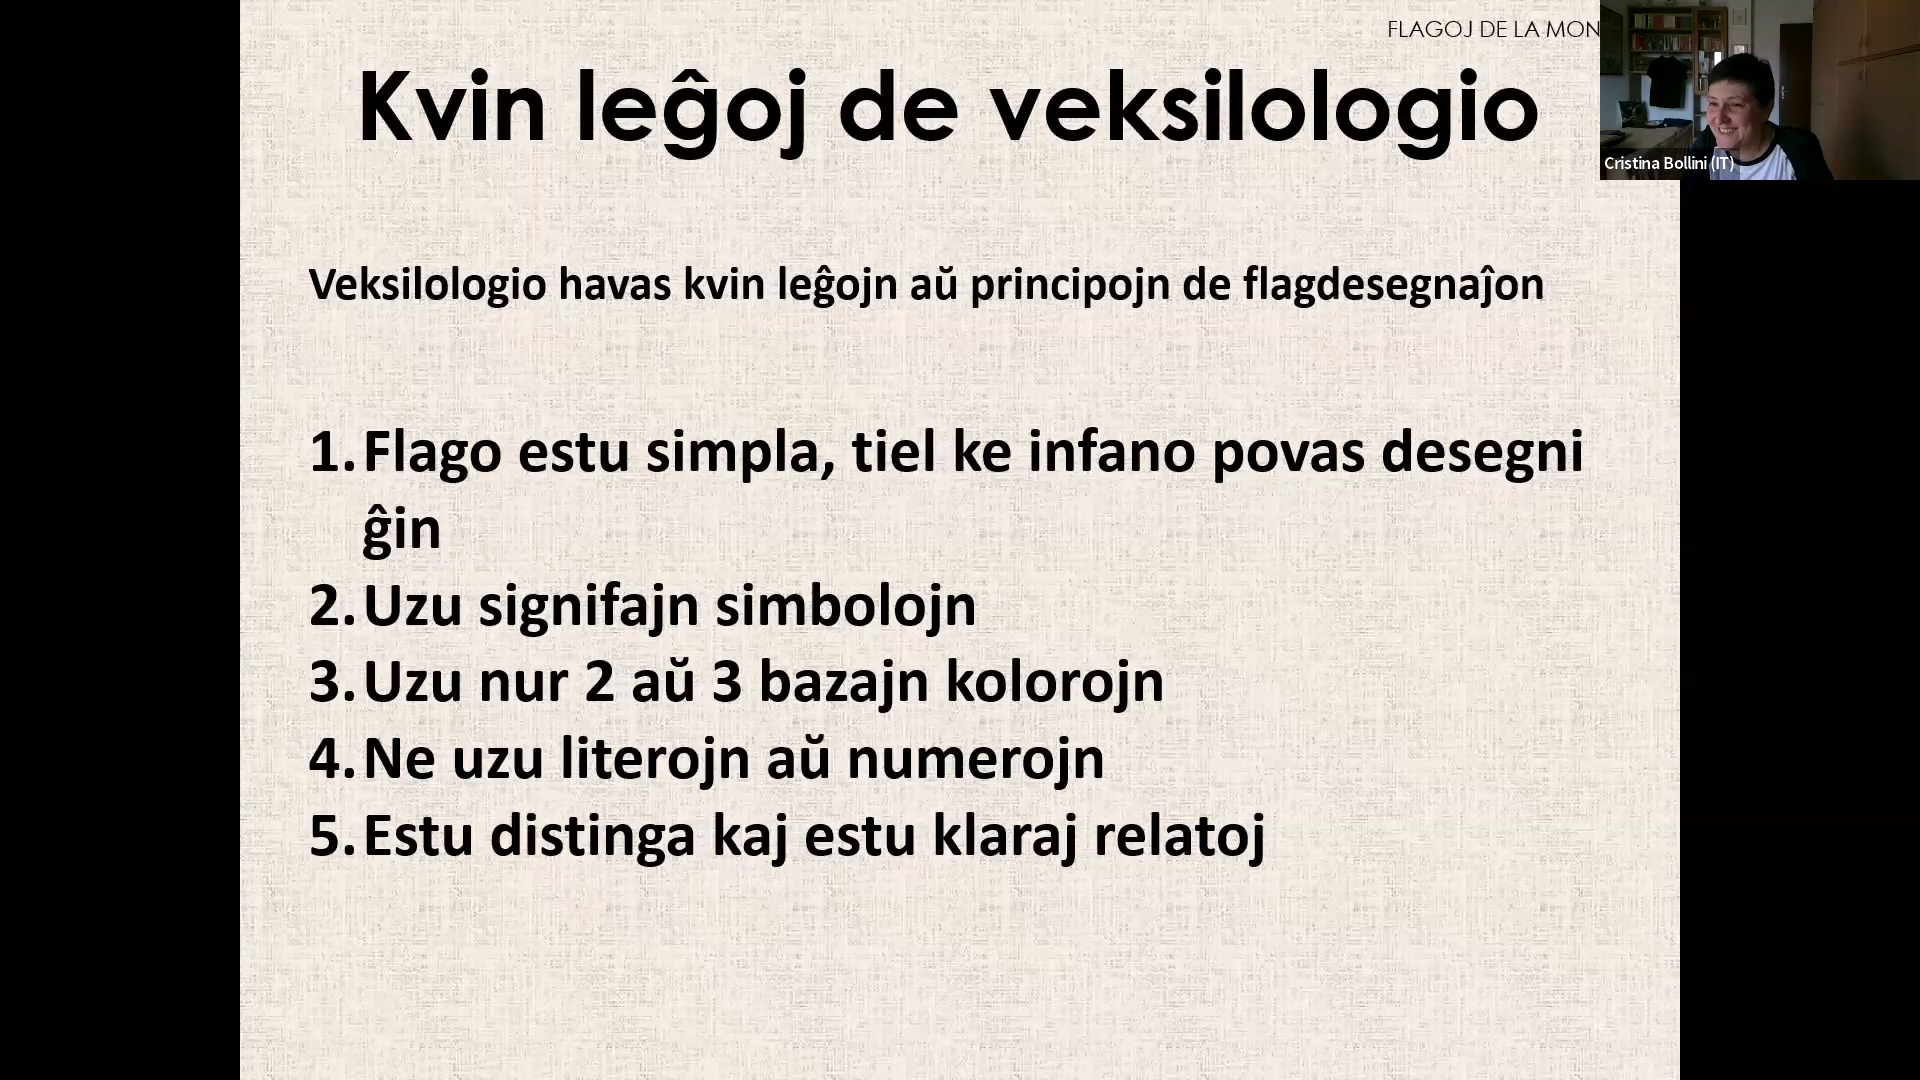 FLAGOJ DE LA MON
Kvin leĝoj de veksilologio
Cristina Bollini (IT)
Veksilologio havas kvin leĝojn aŭ principojn de flagdesegnaĵon
1. Flago estu simpla, tiel ke infano povas desegni
ĝin
2. Uzu signifajn simbolojn
3. Uzu nur 2 aŭ 3 bazajn kolorojn
4. Ne uzu literojn aŭ numerojn
5. Estu distinga kaj estu klaraj relatoj